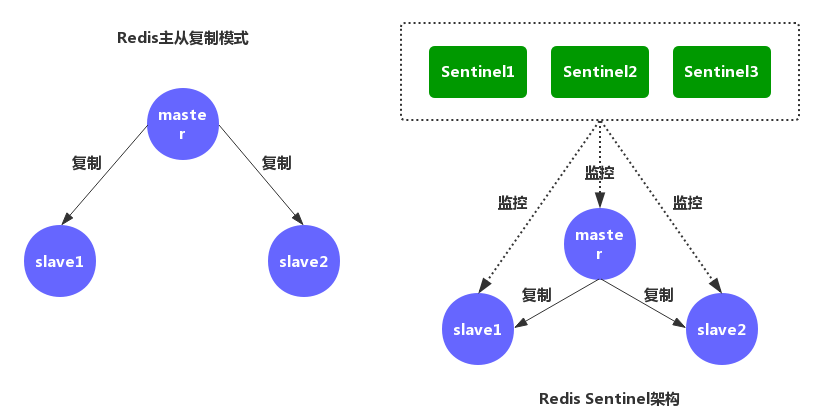 Redis主从复制模式
maste
r
复制
复制
slave1
slave2
Sentinel1
Sentinel2
Sentinel3
监控
监控
监控
maste
r
复制
复制
slave1
slave2
Redis Sentinel架构